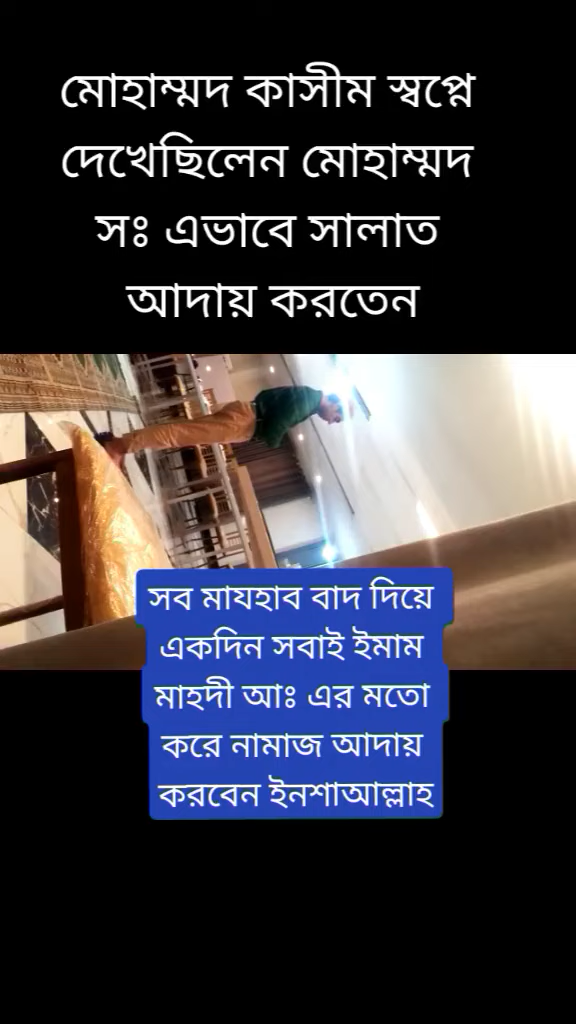 মোহাম্মদ কাসীম স্বপ্নে
দেখেছিলেন মোহাম্মদ
সঃ এভাবে সালাত
আদায় করতেন
সব মাযহাব বাদ দিয়ে
একদিন সবাই ইমাম
মাহদী আঃ এর মতো
করে নামাজ আদায়
করবেন ইনশাআল্লাহ